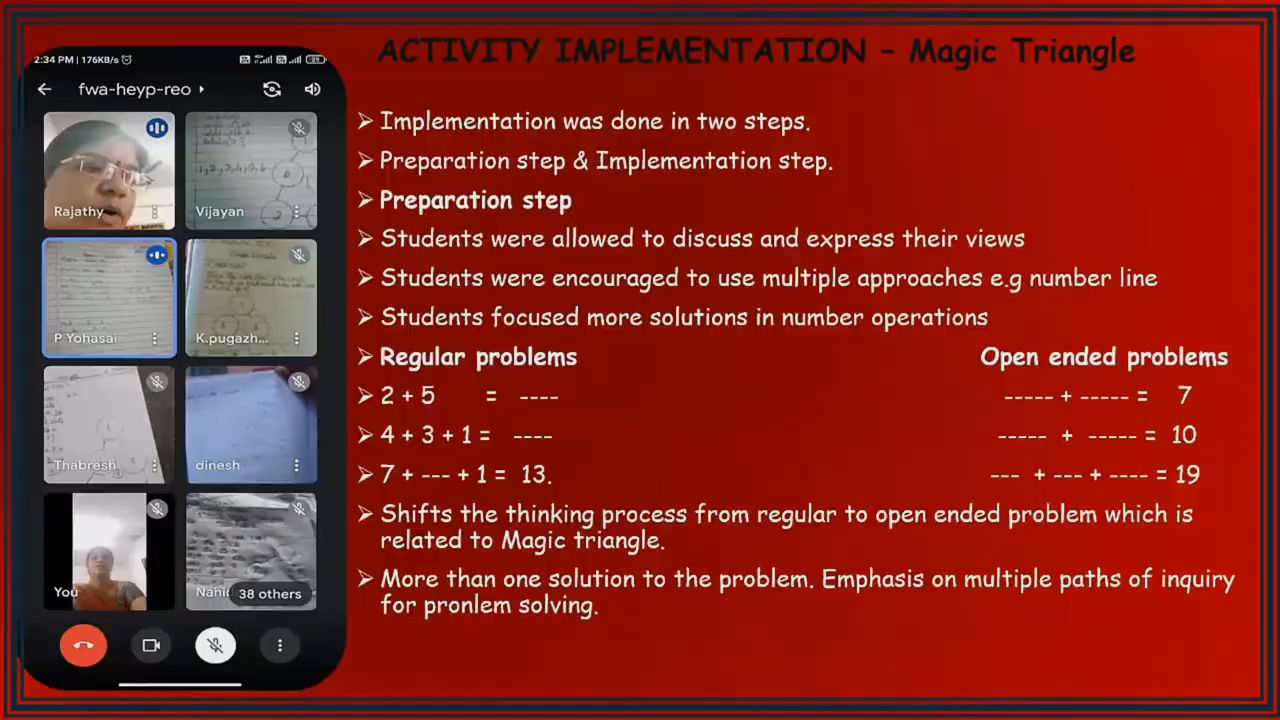 ACTIVITY IMPLEMENTATION – Magic Triangle
2:34 PM | 176KB/s
fwa-heyp-reo
Rajathy
Vijayan
P Yohasai
K.pugazh...
Thabresh
dinesh
You
Nahid
38 others
➢ Implementation was done in two steps.
➢ Preparation step & Implementation step.
➢ Preparation step
➢ Students were allowed to discuss and express their views
➢ Students were encouraged to use multiple approaches e.g number line
➢ Students focused more solutions in number operations
➢ Regular problems Open ended problems
➢ 2 + 5 = ---- ----- + ----- = 7
➢ 4 + 3 + 1 = ---- ----- + ----- = 10
➢ 7 + --- + 1 = 13. --- + --- + ---- = 19
➢ Shifts the thinking process from regular to open ended problem which is
related to Magic triangle.
➢ More than one solution to the problem. Emphasis on multiple paths of inquiry
for pronlem solving.